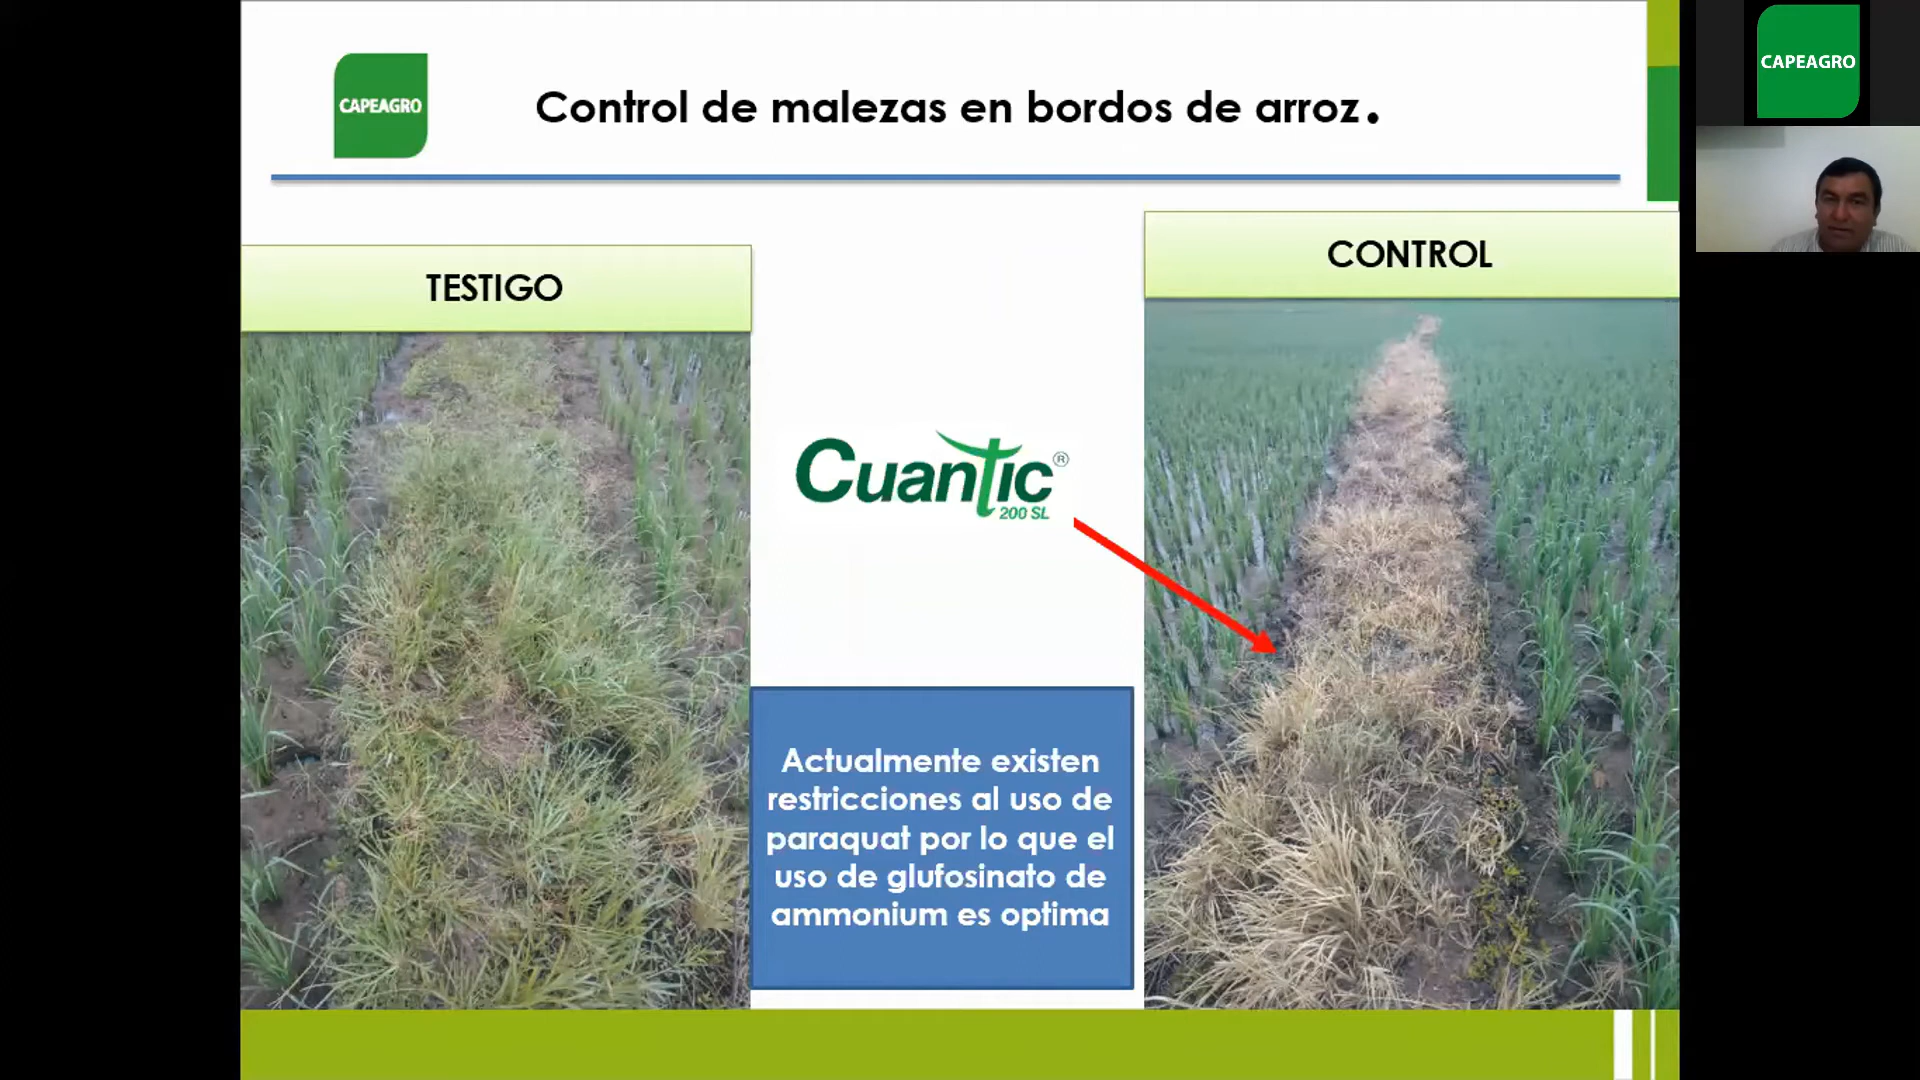 CAPEAGRO
Control de malezas en bordos de arroz.
CAPEAGRO
TESTIGO
CONTROL
Cuantic®
200 SL
Actualmente existen
restricciones al uso de
paraquat por lo que el
uso de glufosinato de
ammonium es optima